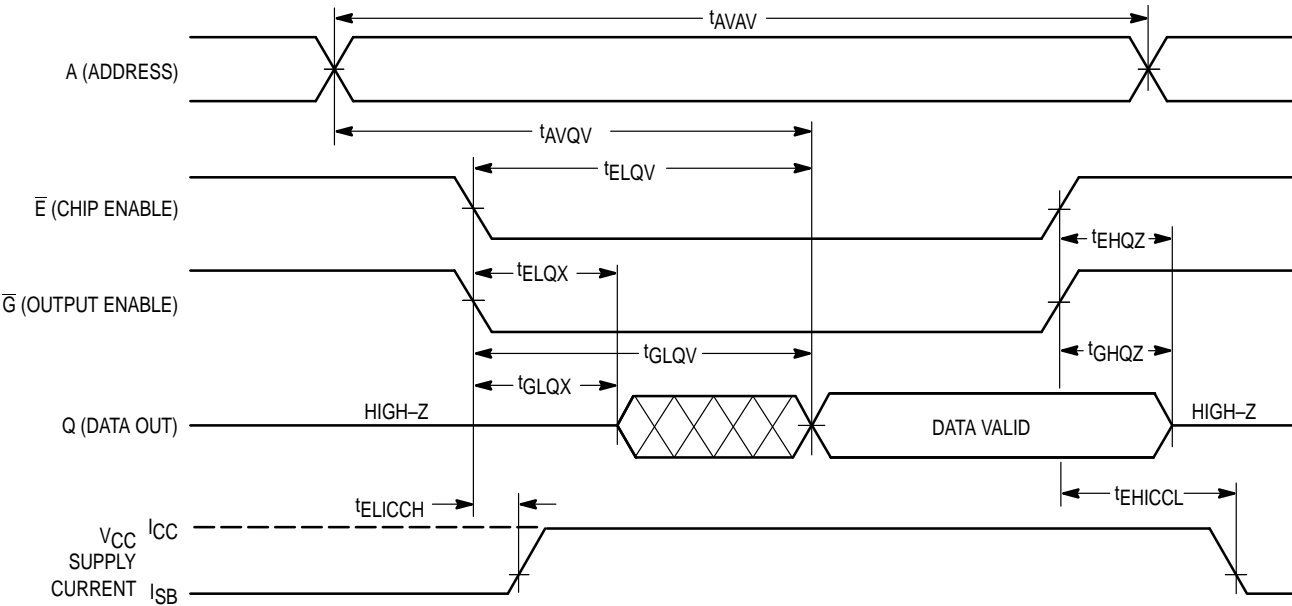 tAVAV
A (ADDRESS)
tAVQV
tELQV
E̅ (CHIP ENABLE)
tEHQZ
tELQX
G̅ (OUTPUT ENABLE)
tGLQV
tGHQZ
tGLQX
HIGH–Z
HIGH–Z
Q (DATA OUT)
DATA VALID
tELICCH
tEHICCL
VCC ICC
SUPPLY
CURRENT ISB